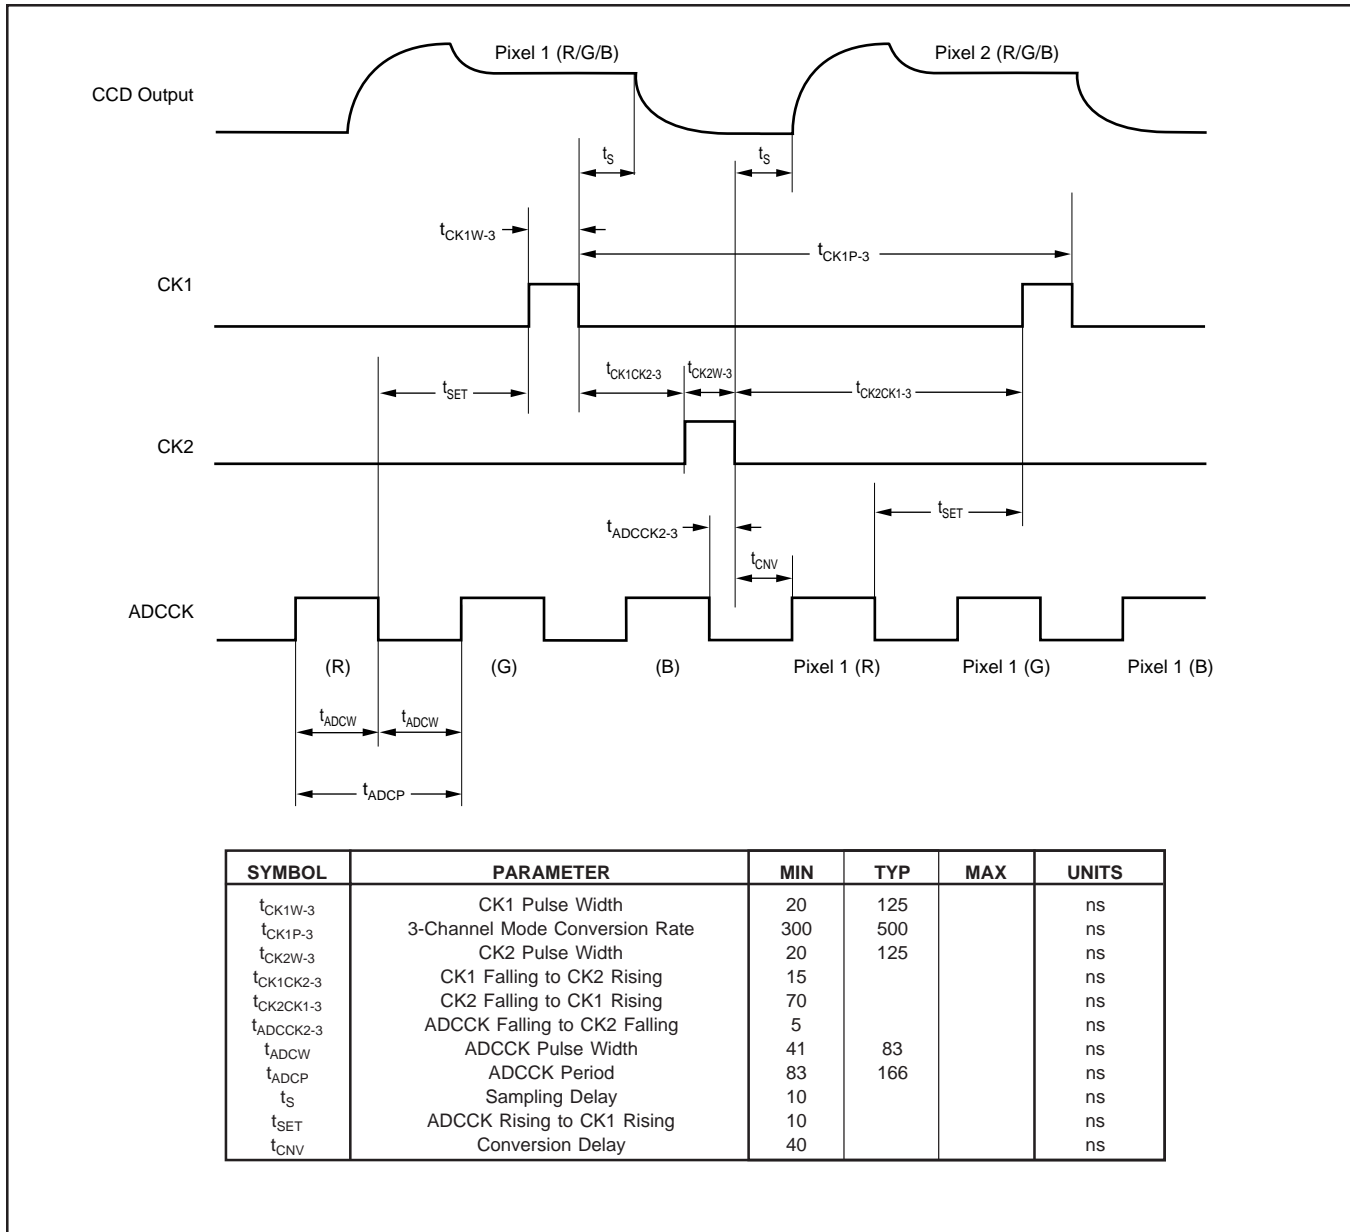 Pixel 1 (R/G/B) Pixel 2 (R/G/B)
CCD Output
tS tS
tCK1W-3
tCK1P-3
CK1
tCK1CK2-3 tCK2W-3
tSET tCK2CK1-3
CK2
tSET
tADCCK2-3
tCNV
ADCCK
(R) (G) (B) Pixel 1 (R) Pixel 1 (G) Pixel 1 (B)
tADCW tADCW
tADCP
SYMBOL PARAMETER MIN TYP MAX UNITS
tCK1W-3 CK1 Pulse Width 20 125 ns
tCK1P-3 3-Channel Mode Conversion Rate 300 500 ns
tCK2W-3 CK2 Pulse Width 20 125 ns
tCK1CK2-3 CK1 Falling to CK2 Rising 15 ns
tCK2CK1-3 CK2 Falling to CK1 Rising 70 ns
tADCCK2-3 ADCCK Falling to CK2 Falling 5 ns
tADCW ADCCK Pulse Width 41 83 ns
tADCP ADCCK Period 83 166 ns
tS Sampling Delay 10 ns
tSET ADCCK Rising to CK1 Rising 10 ns
tCNV Conversion Delay 40 ns